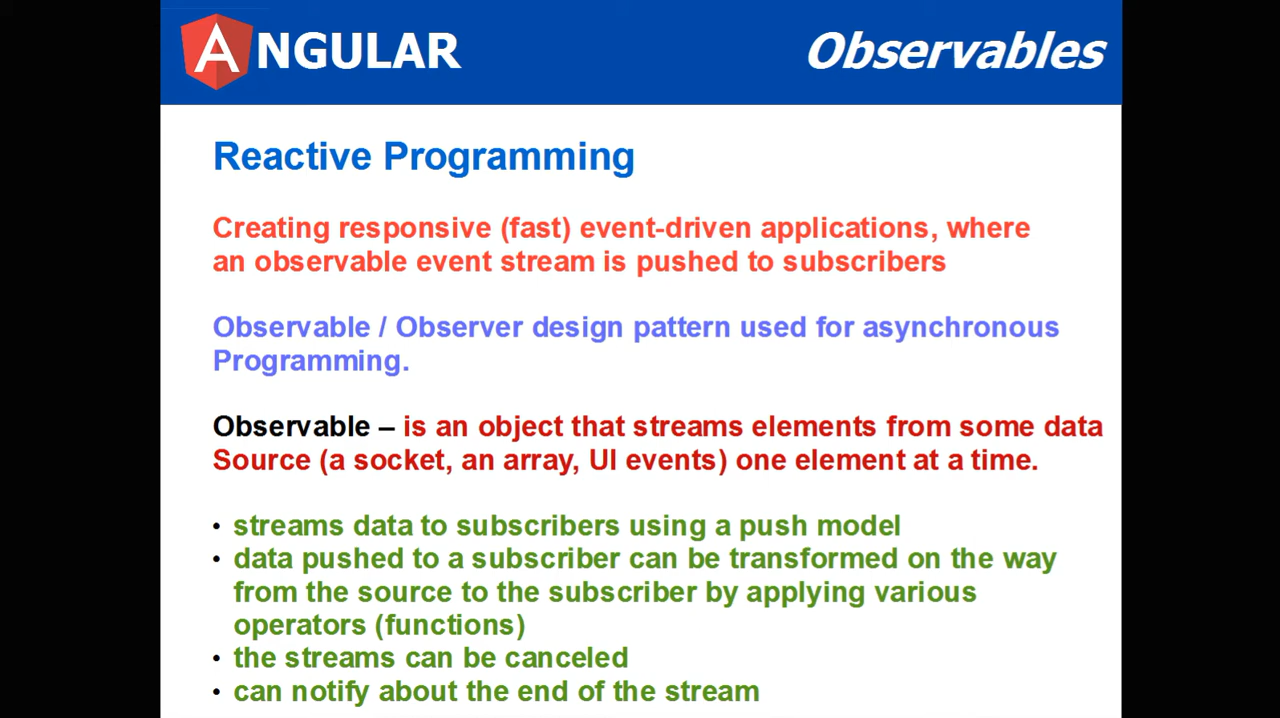 ANGULAR
Observables
Reactive Programming
Creating responsive (fast) event-driven applications, where
an observable event stream is pushed to subscribers
Observable / Observer design pattern used for asynchronous
Programming.
Observable – is an object that streams elements from some data
Source (a socket, an array, UI events) one element at a time.
• streams data to subscribers using a push model
• data pushed to a subscriber can be transformed on the way
from the source to the subscriber by applying various
operators (functions)
• the streams can be canceled
• can notify about the end of the stream